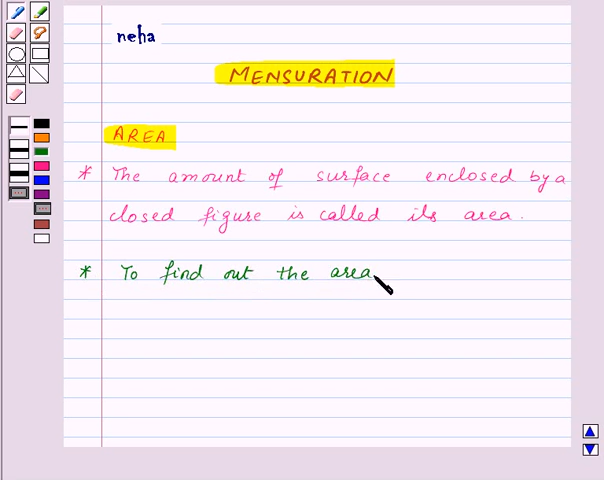 neha
MENSURATION
AREA
* The amount of surface enclosed by a
closed figure is called its area.
* To find out the area